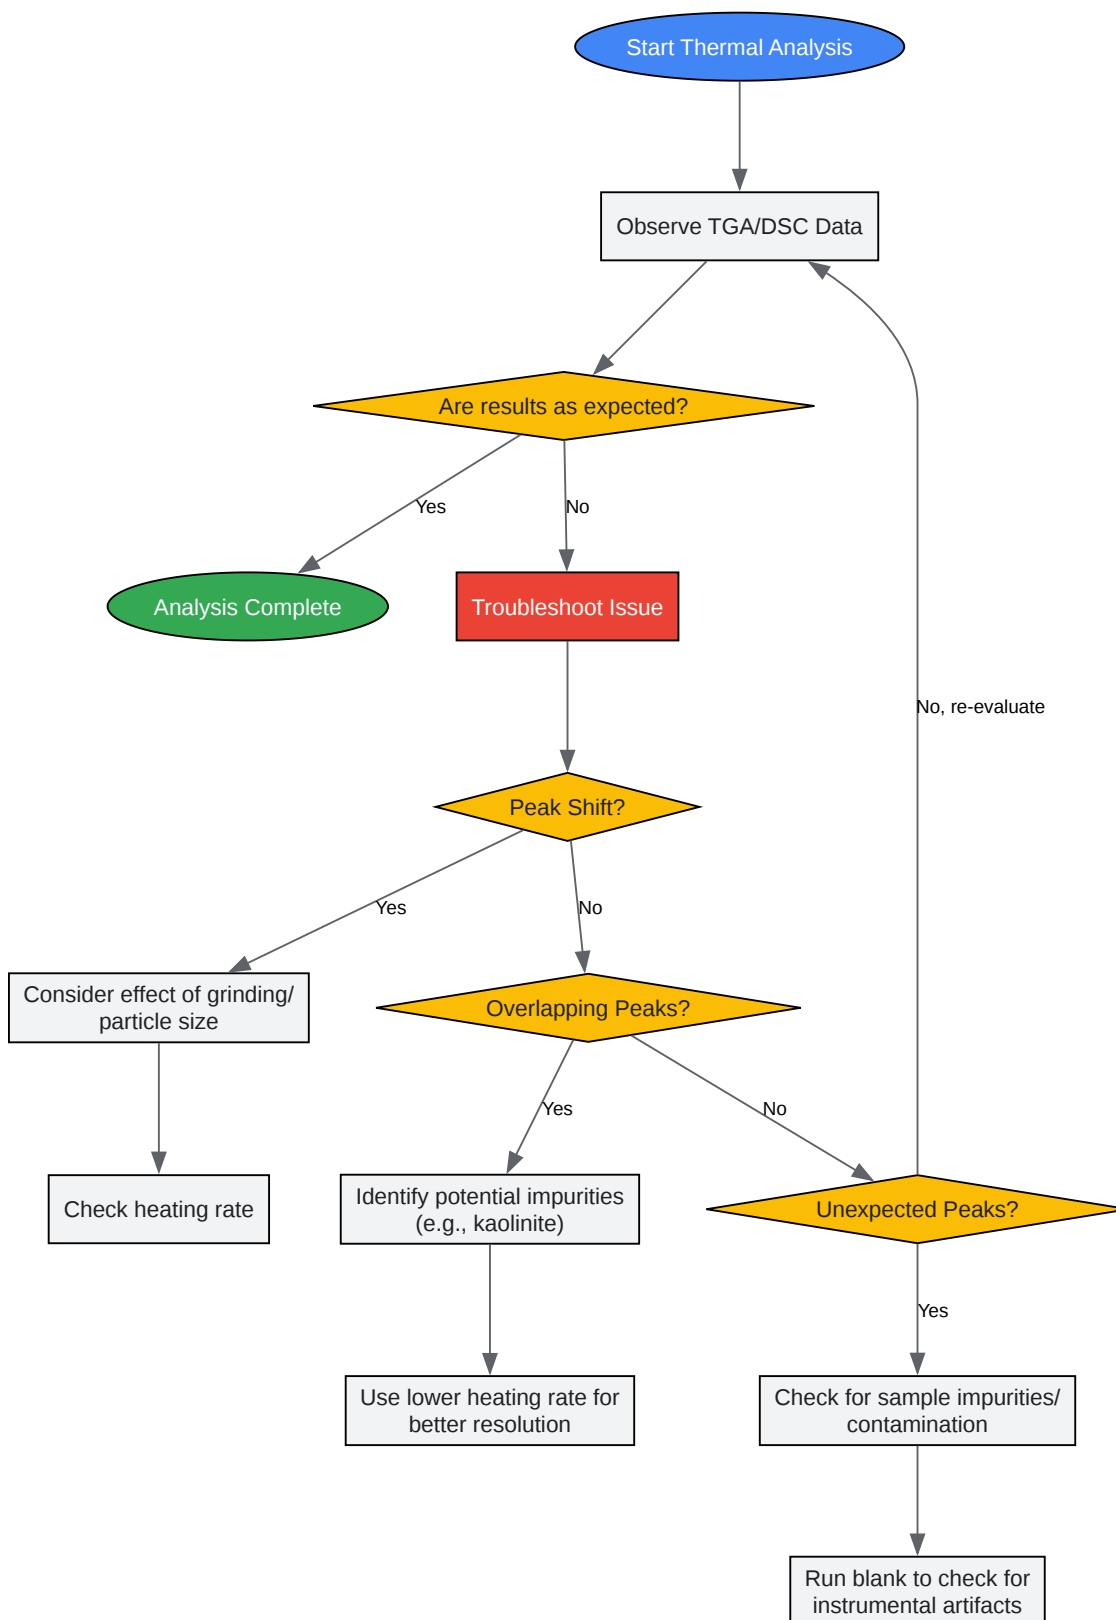 Start Thermal Analysis
Observe TGA/DSC Data
Are results as expected?
Yes
No
Analysis Complete
Troubleshoot Issue
No, re-evaluate
Peak Shift?
Yes
No
Consider effect of grinding/
particle size
Overlapping Peaks?
Yes
No
Check heating rate
Identify potential impurities
(e.g., kaolinite)
Unexpected Peaks?
Yes
Use lower heating rate for
better resolution
Check for sample impurities/
contamination
Run blank to check for
instrumental artifacts